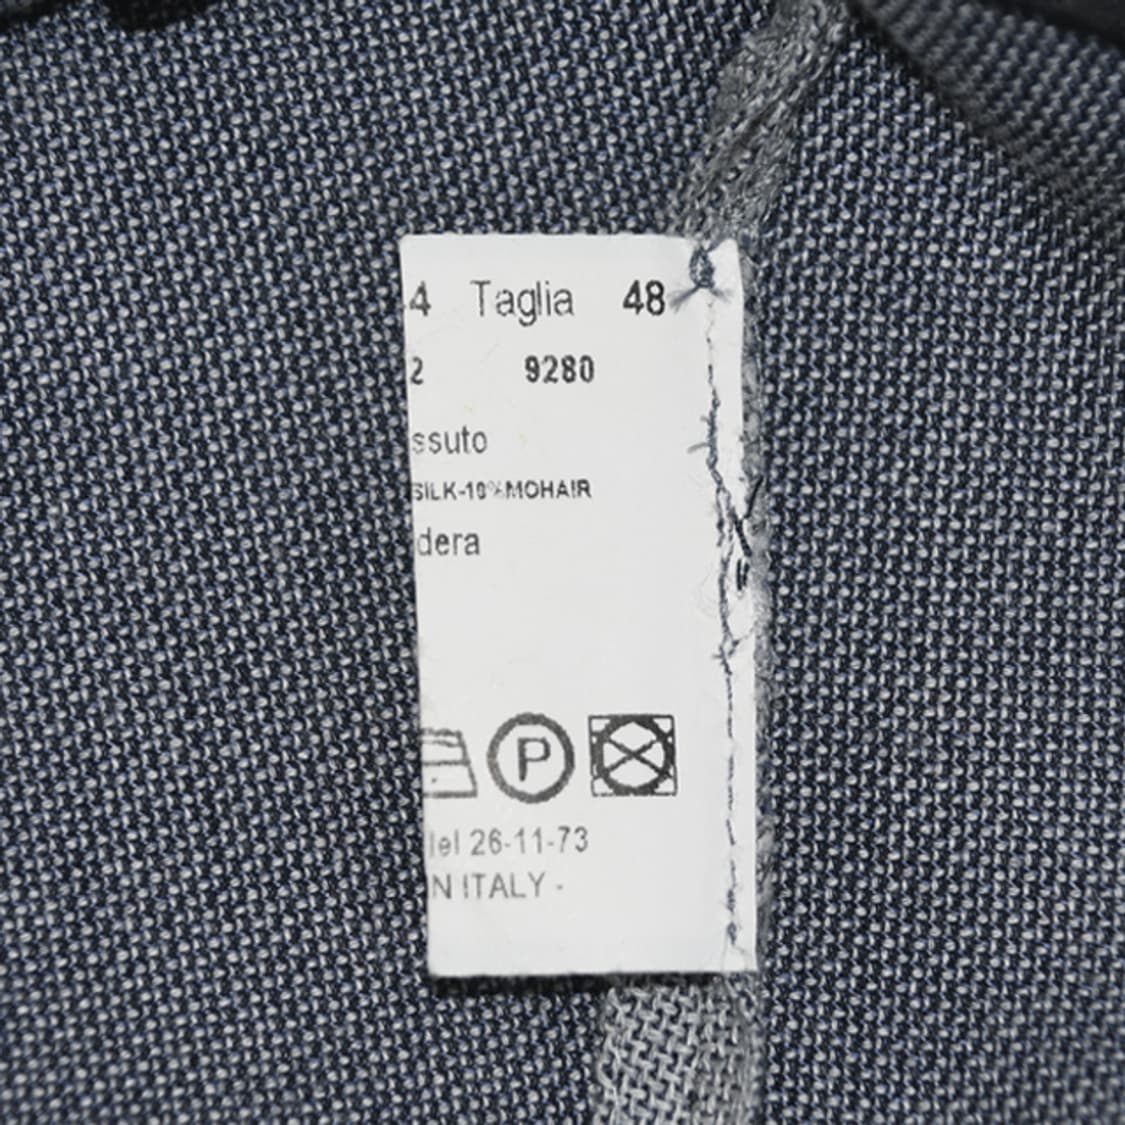 4 Taglia 48
2 9280
ssuto
SILK-10%MOHAIR
dera
P
lel 26-11-73
N ITALY -